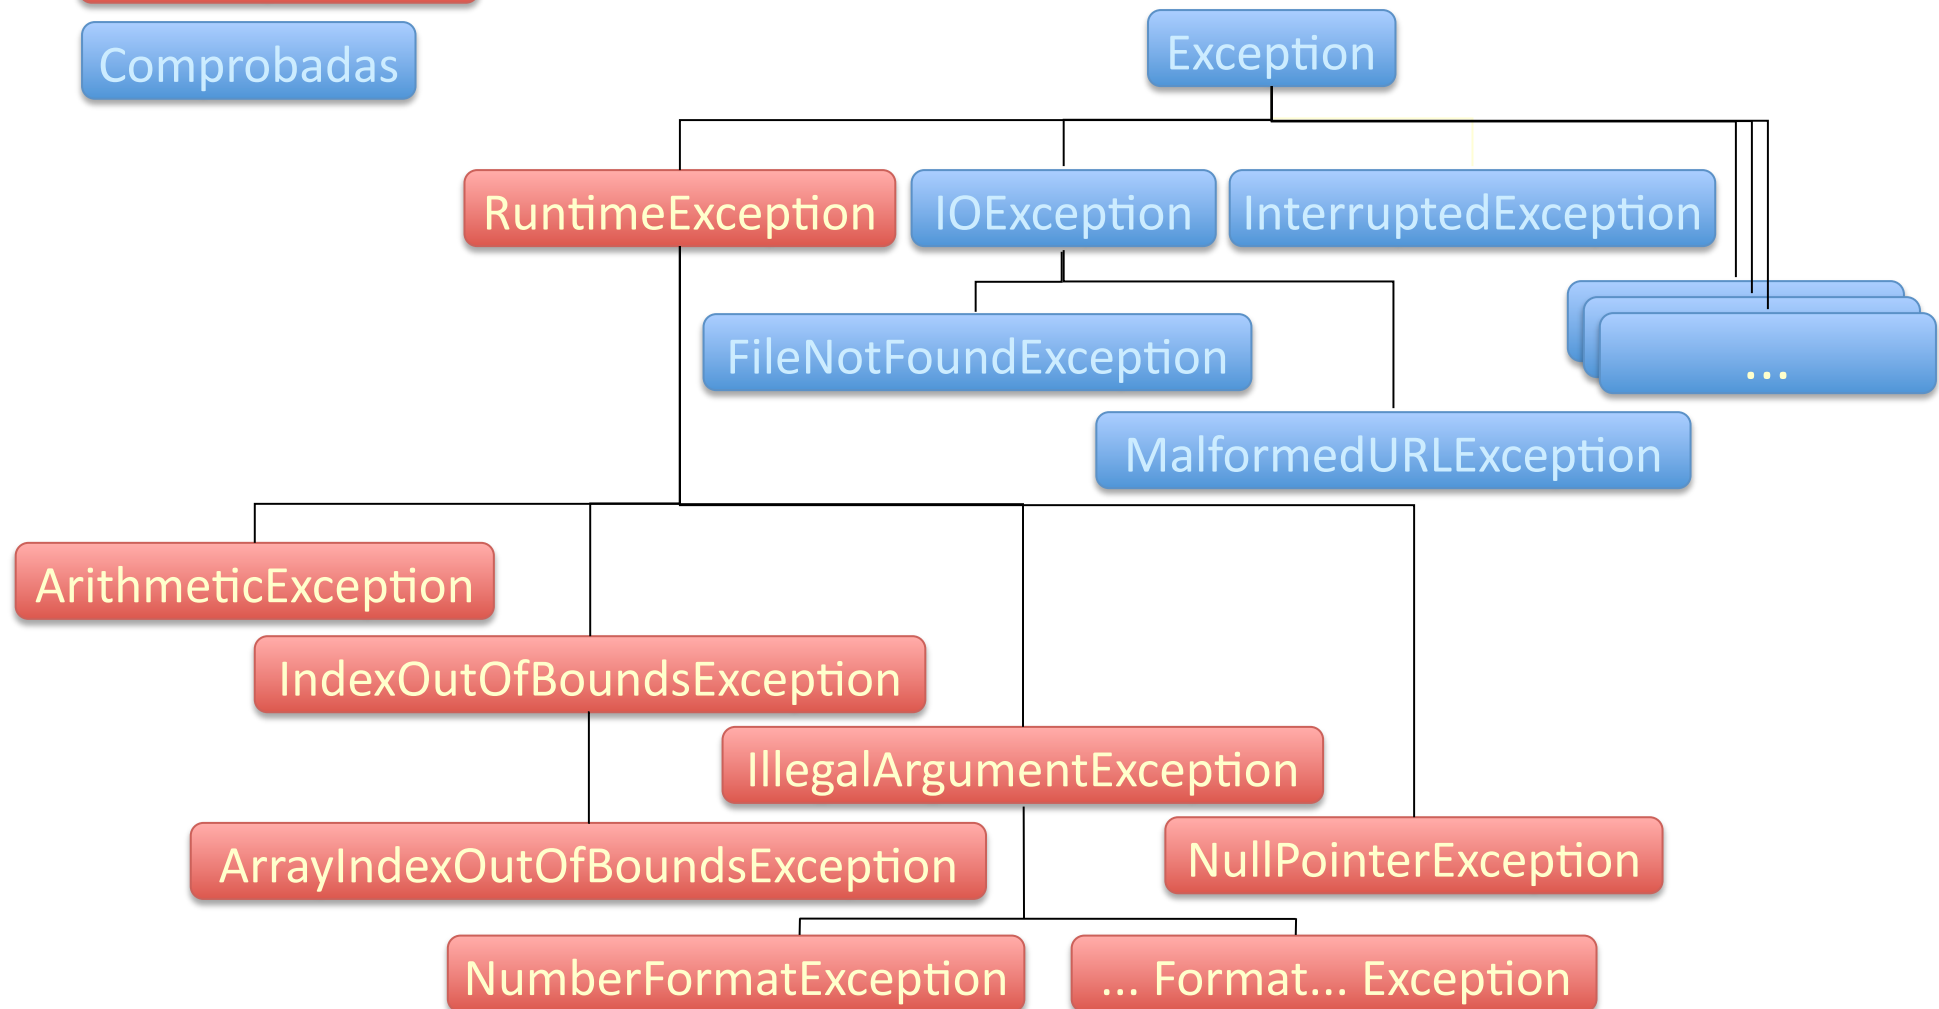 Comprobadas
Exception
RuntimeException
IOException
InterruptedException
FileNotFoundException
...
MalformedURLException
ArithmeticException
IndexOutOfBoundsException
IllegalArgumentException
ArrayIndexOutOfBoundsException
NullPointerException
NumberFormatException
... Format... Exception